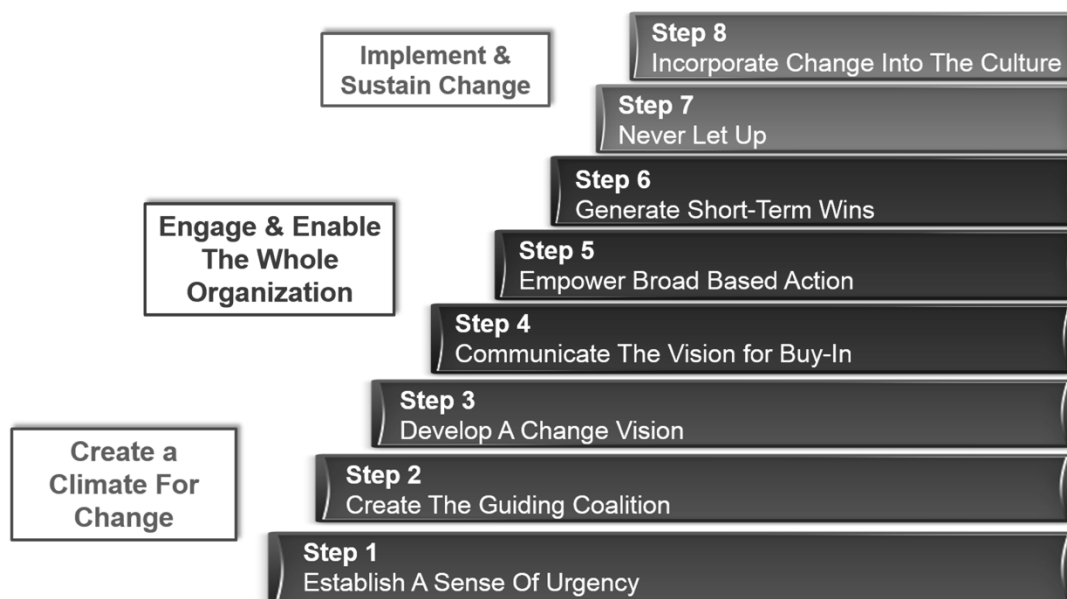 Implement &
Sustain Change
Step 8
Incorporate Change Into The Culture
Step 7
Never Let Up
Engage & Enable
The Whole
Organization
Step 6
Generate Short-Term Wins
Step 5
Empower Broad Based Action
Step 4
Communicate The Vision for Buy-In
Create a
Climate For
Change
Step 3
Develop A Change Vision
Step 2
Create The Guiding Coalition
Step 1
Establish A Sense Of Urgency